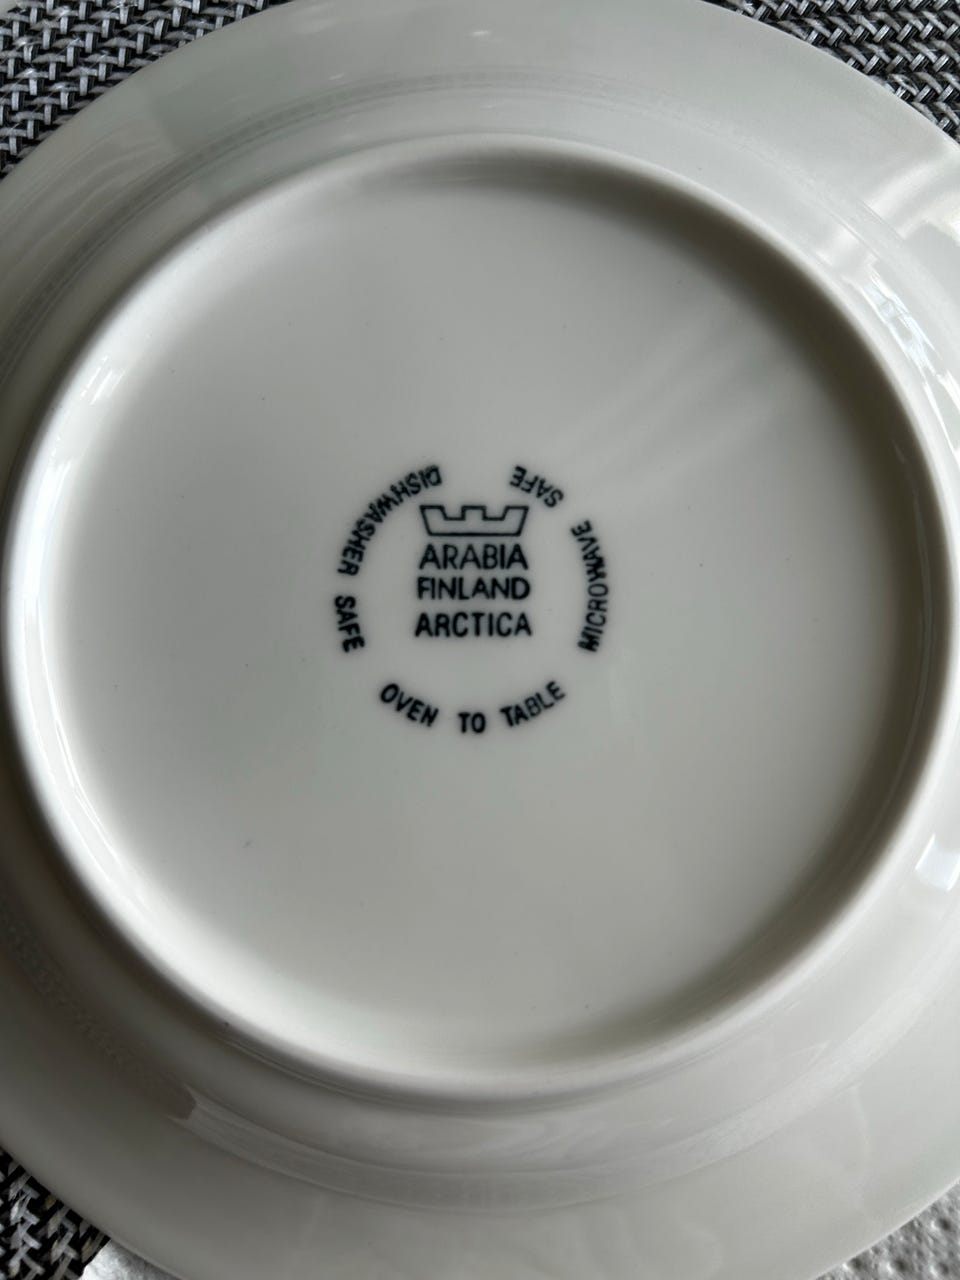 ARABIA
FINLAND
ARCTICA
DISHWASHER SAFE
OVEN TO TABLE
MICROWAVE SAFE